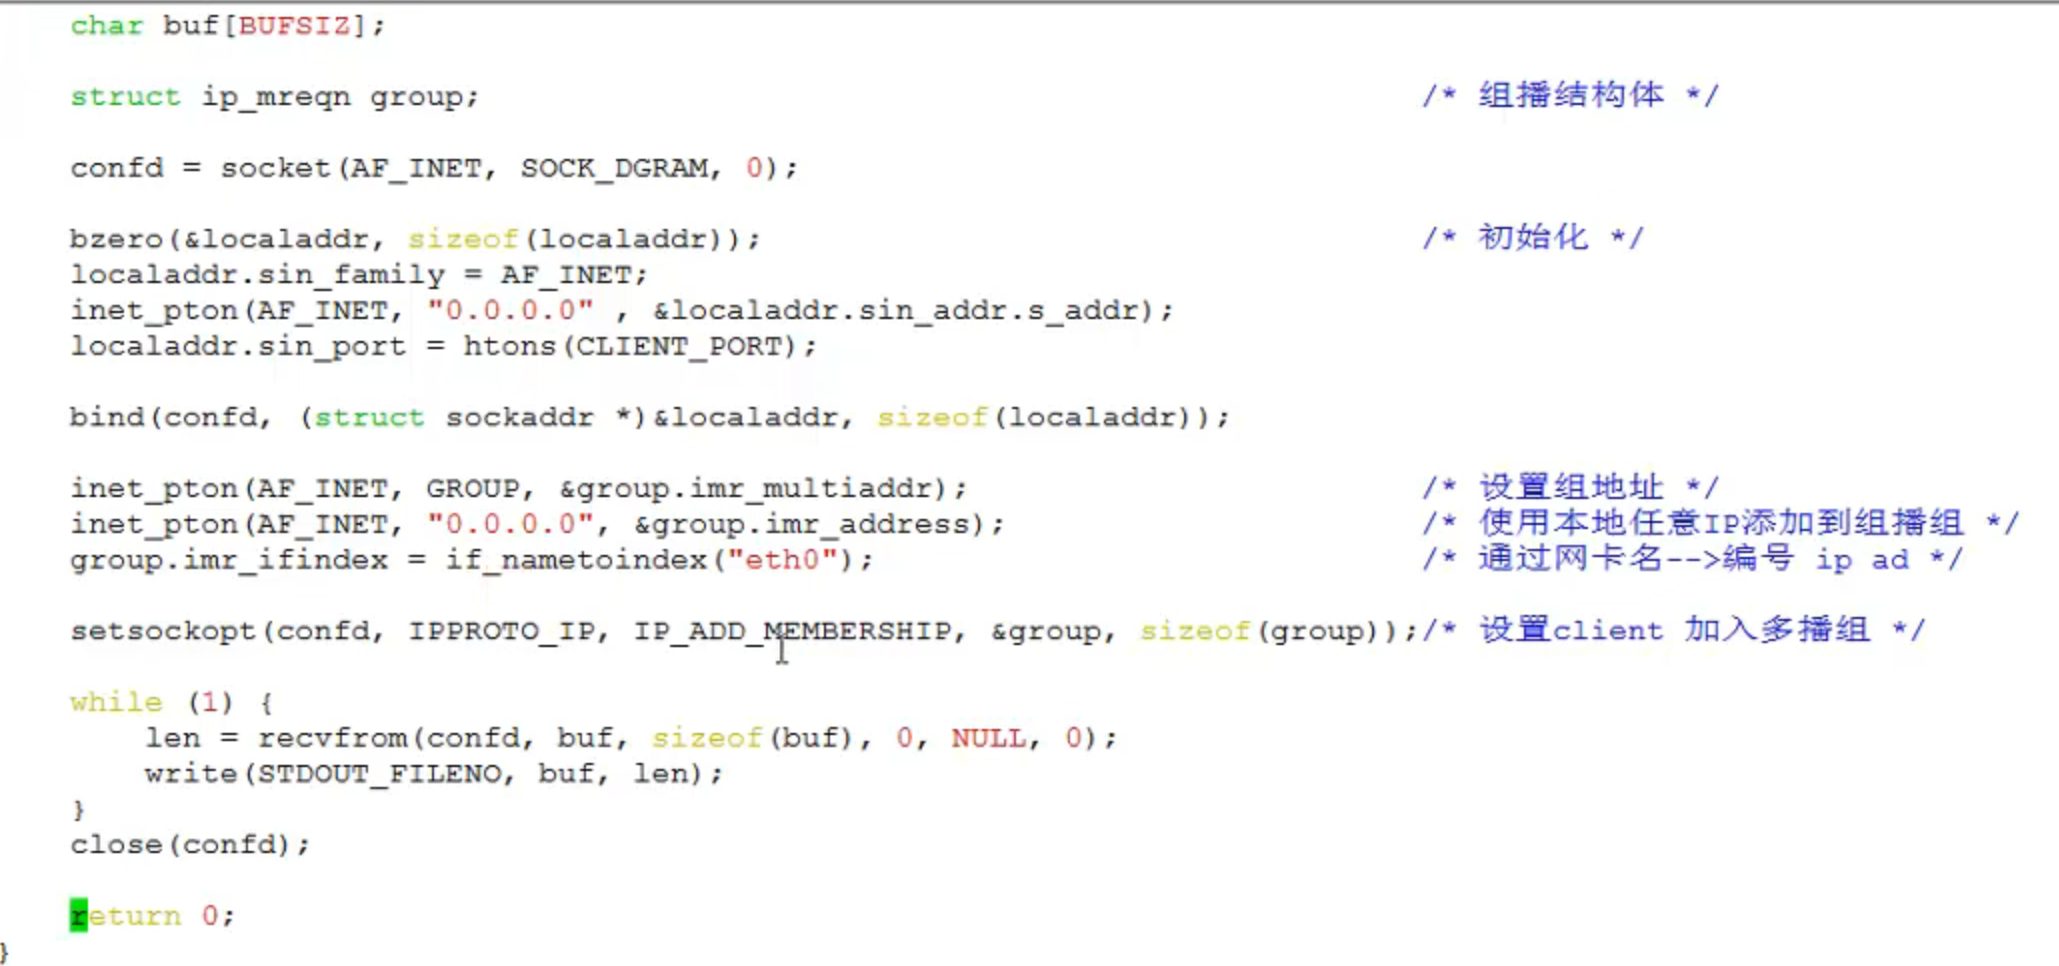 char buf[BUFSIZ];
struct ip_mreqn group; /* 组播结构体 */
confd = socket(AF_INET, SOCK_DGRAM, 0);
bzero(&localaddr, sizeof(localaddr)); /* 初始化 */
localaddr.sin_family = AF_INET;
inet_pton(AF_INET, "0.0.0.0" , &localaddr.sin_addr.s_addr);
localaddr.sin_port = htons(CLIENT_PORT);
bind(confd, (struct sockaddr *)&localaddr, sizeof(localaddr));
inet_pton(AF_INET, GROUP, &group.imr_multiaddr); /* 设置组地址 */
inet_pton(AF_INET, "0.0.0.0", &group.imr_address); /* 使用本地任意IP添加到组播组 */
group.imr_ifindex = if_nametoindex("eth0"); /* 通过网卡名-->编号 ip ad */
setsockopt(confd, IPPROTO_IP, IP_ADD_MEMBERSHIP, &group, sizeof(group));/* 设置client 加入多播组 */
while (1) {
len = recvfrom(confd, buf, sizeof(buf), 0, NULL, 0);
write(STDOUT_FILENO, buf, len);
}
close(confd);
return 0;
}